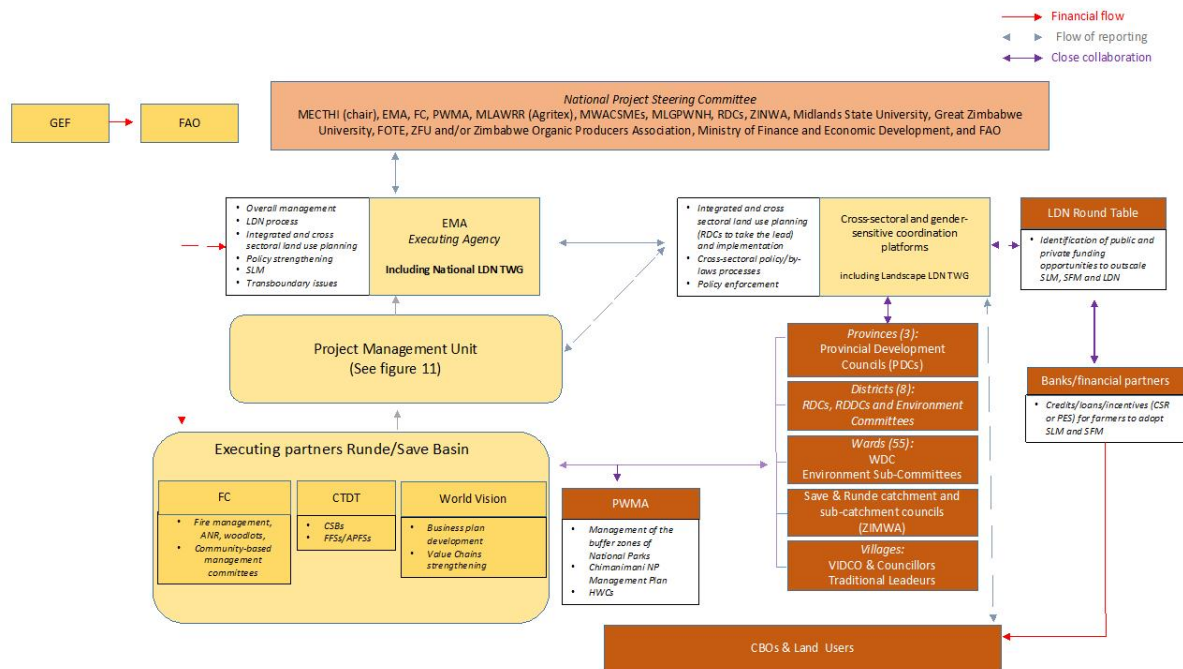 Financial flow
Flow of reporting
Close collaboration
GEF
FAO
National Project Steering Committee
MECTHI (chair), EMA, FC, PWMA, MLAWRR (Agritex), MWACSMEs, MLGPWNH, RDCs, ZINWA, Midlands State University, Great Zimbabwe
University, FOTE, ZFU and/or Zimbabwe Organic Producers Association, Ministry of Finance and Economic Development, and FAO
• Overall management
• LDN process
• Integrated and cross
sectoral land use planning
• Policy strengthening
• SLM
• Transboundary issues
EMA
Executing Agency
Including National LDN TWG
• Integrated and cross
sectoral land use planning
(RDCs to take the lead)
and implementation
• Cross-sectoral policy/by-
laws processes
• Policy enforcement
Cross-sectoral and gender-
sensitive coordination
platforms
including Landscape LDN TWG
LDN Round Table
• Identification of public and
private funding
opportunities to outscale
SLM, SFM and LDN
Project Management Unit
(See figure 11)
Provinces (3):
Provincial Development
Councils (PDCs)
Districts (8):
RDCs, RDDCs and Environment
Committees
Wards (55):
WDC
Environment Sub-Committees
Save & Runde catchment and
sub-catchment councils
(ZIMWA)
Villages:
VIDCO & Councillors
Traditional Leadeurs
Banks/financial partners
• Credits/loans/incentives (CSR
or PES) for farmers to adopt
SLM and SFM
Executing partners Runde/Save Basin
FC
• Fire management,
ANR, woodlots,
• Community-based
management
committees
CTDT
• CSBs
• FFSs/APFSs
World Vision
• Business plan
development
• Value Chains
strengthening
PWMA
• Management of the
buffer zones of
National Parks
• Chimanimani NP
Management Plan
• HWCs
CBOs & Land Users